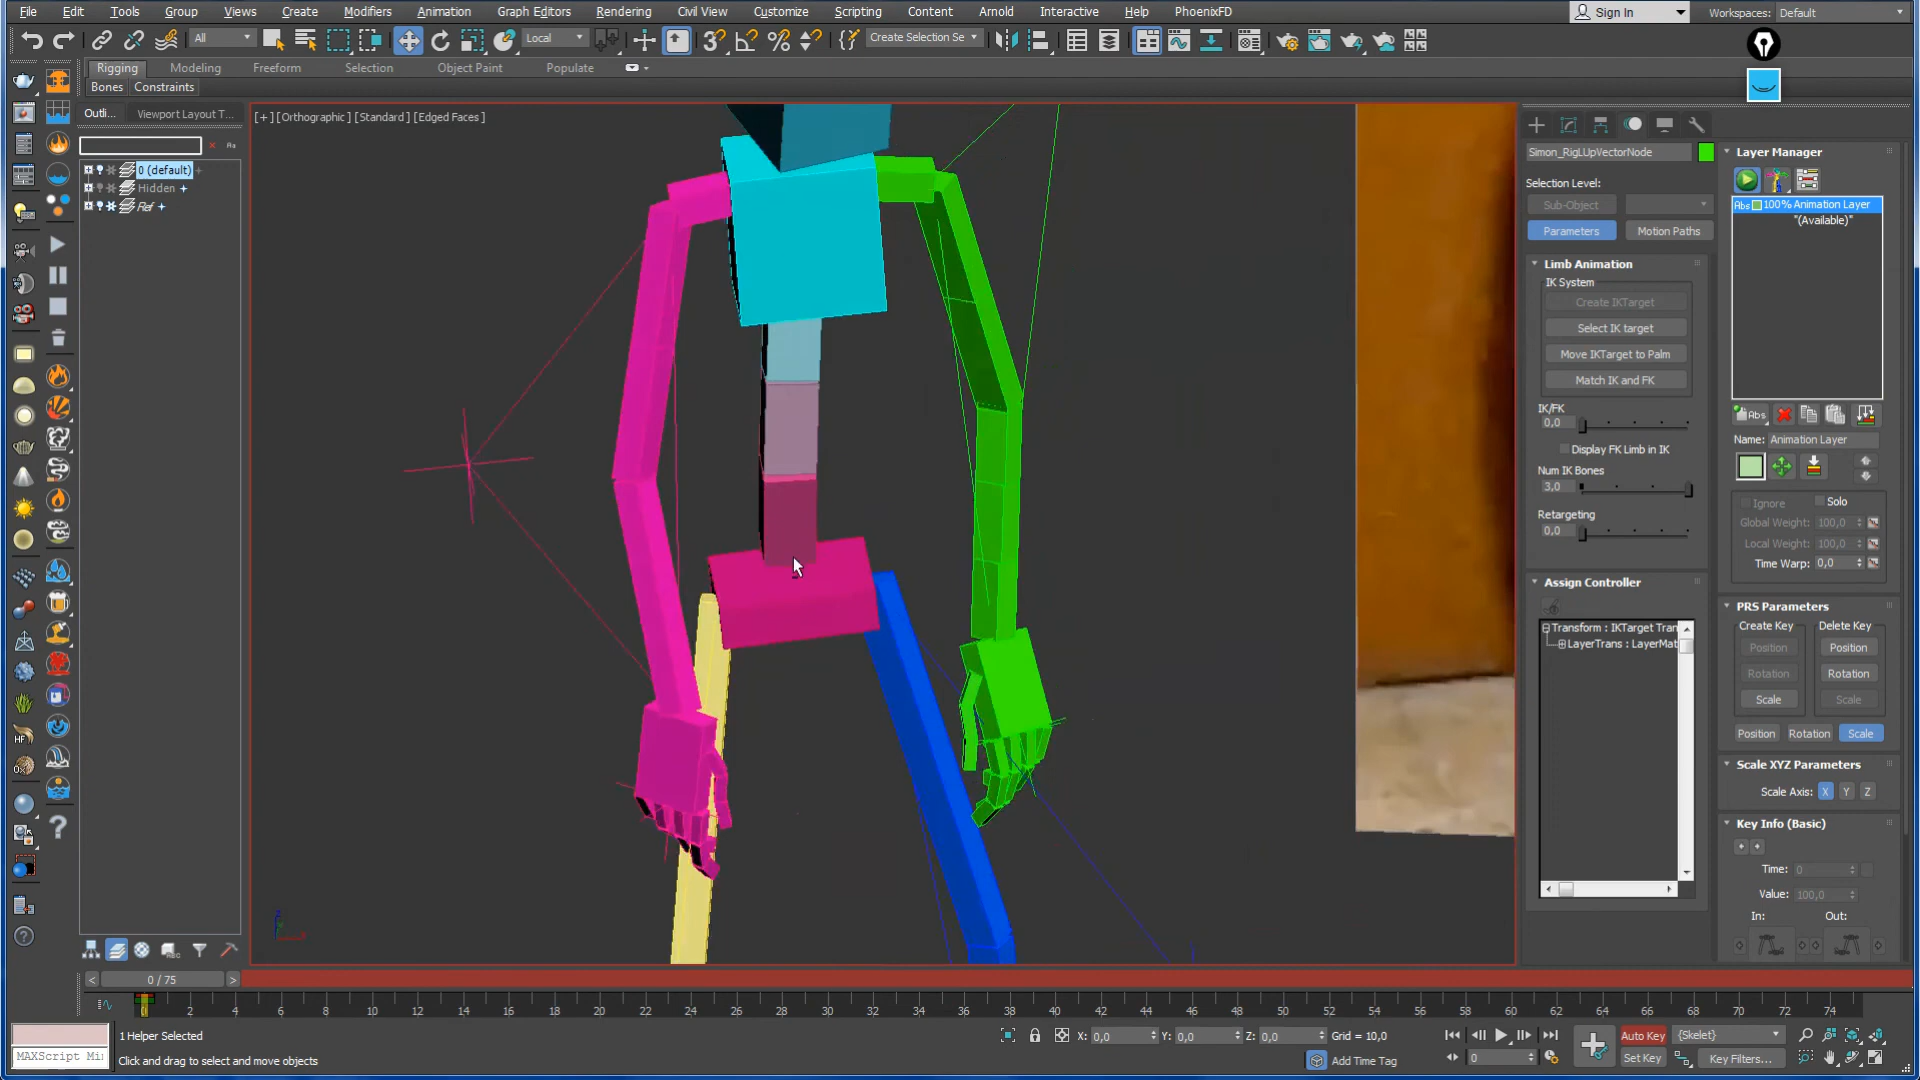 File Edit Tools Group Views Create Modifiers Animation Graph Editors Rendering Civil View Customize Scripting Content Arnold Interactive Help PhoenixFD
Sign In
Workspaces: Default
All
Local
Create Selection Se
Rigging Modeling Freeform Selection Object Paint Populate
Bones Constraints
Outli... Viewport Layout T...
[+] [Orthographic] [Standard] [Edged Faces]
0 (default)
Hidden
Ref
Simon_RigLUpVectorNode
Selection Level:
Sub-Object
Parameters Motion Paths
Limb Animation
IK System
Create IKTarget
Select IK target
Move IKTarget to Palm
Match IK and FK
IK/FK
0,0
Display FK Limb in IK
Num IK Bones
3,0
Retargeting
0,0
Assign Controller
Transform : IKTarget Tran
LayerTrans : LayerMat
Layer Manager
Abs 100% Animation Layer
"(Available)"
Abs
Name: Animation Layer
Ignore Solo
Global Weight: 100,0
Local Weight: 100,0
Time Warp: 0,0
PRS Parameters
Create Key Delete Key
Position Position
Rotation Rotation
Scale Scale
Position Rotation Scale
Scale XYZ Parameters
Scale Axis: X Y Z
Key Info (Basic)
Time: 0
Value: 100,0
In: Out:
< 0 / 75 >
0 2 4 6 8 10 12 14 16 18 20 22 24 26 28 30 32 34 36 38 40 42 44 46 48 50 52 54 56 58 60 62 64 66 68 70 72 74
1 Helper Selected
X: 0,0 Y: 0,0 Z: 0,0 Grid = 10,0
Auto Key {Skelet}
MAXScript Mi
Click and drag to select and move objects
Add Time Tag
0
Set Key Key Filters...